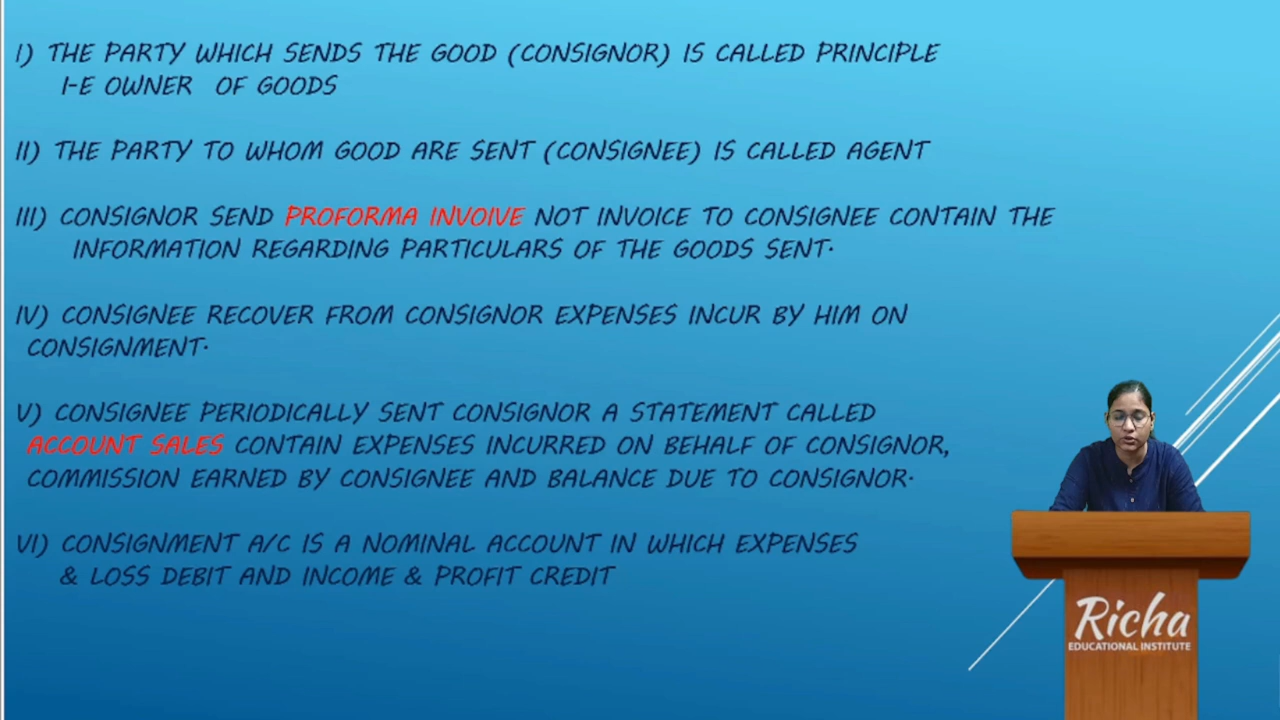 I) THE PARTY WHICH SENDS THE GOOD (CONSIGNOR) IS CALLED PRINCIPLE
I-E OWNER OF GOODS
II) THE PARTY TO WHOM GOOD ARE SENT (CONSIGNEE) IS CALLED AGENT
III) CONSIGNOR SEND PROFORMA INVOIVE NOT INVOICE TO CONSIGNEE CONTAIN THE
INFORMATION REGARDING PARTICULARS OF THE GOODS SENT.
IV) CONSIGNEE RECOVER FROM CONSIGNOR EXPENSES INCUR BY HIM ON
CONSIGNMENT.
V) CONSIGNEE PERIODICALLY SENT CONSIGNOR A STATEMENT CALLED
ACCOUNT SALES CONTAIN EXPENSES INCURRED ON BEHALF OF CONSIGNOR,
COMMISSION EARNED BY CONSIGNEE AND BALANCE DUE TO CONSIGNOR.
VI) CONSIGNMENT A/C IS A NOMINAL ACCOUNT IN WHICH EXPENSES
& LOSS DEBIT AND INCOME & PROFIT CREDIT
Richa
EDUCATIONAL INSTITUTE